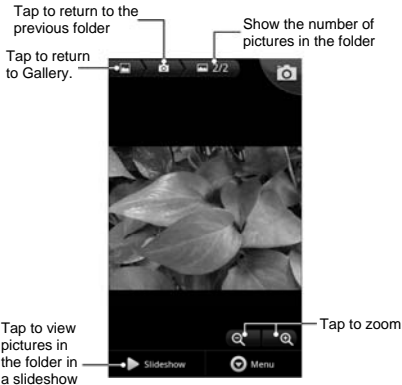 Tap to return to the
previous folder
Show the number of
pictures in the folder
Tap to return
to Gallery.
2/2
Tap to zoom
Tap to view
pictures in
the folder in
a slideshow
Slideshow
Menu